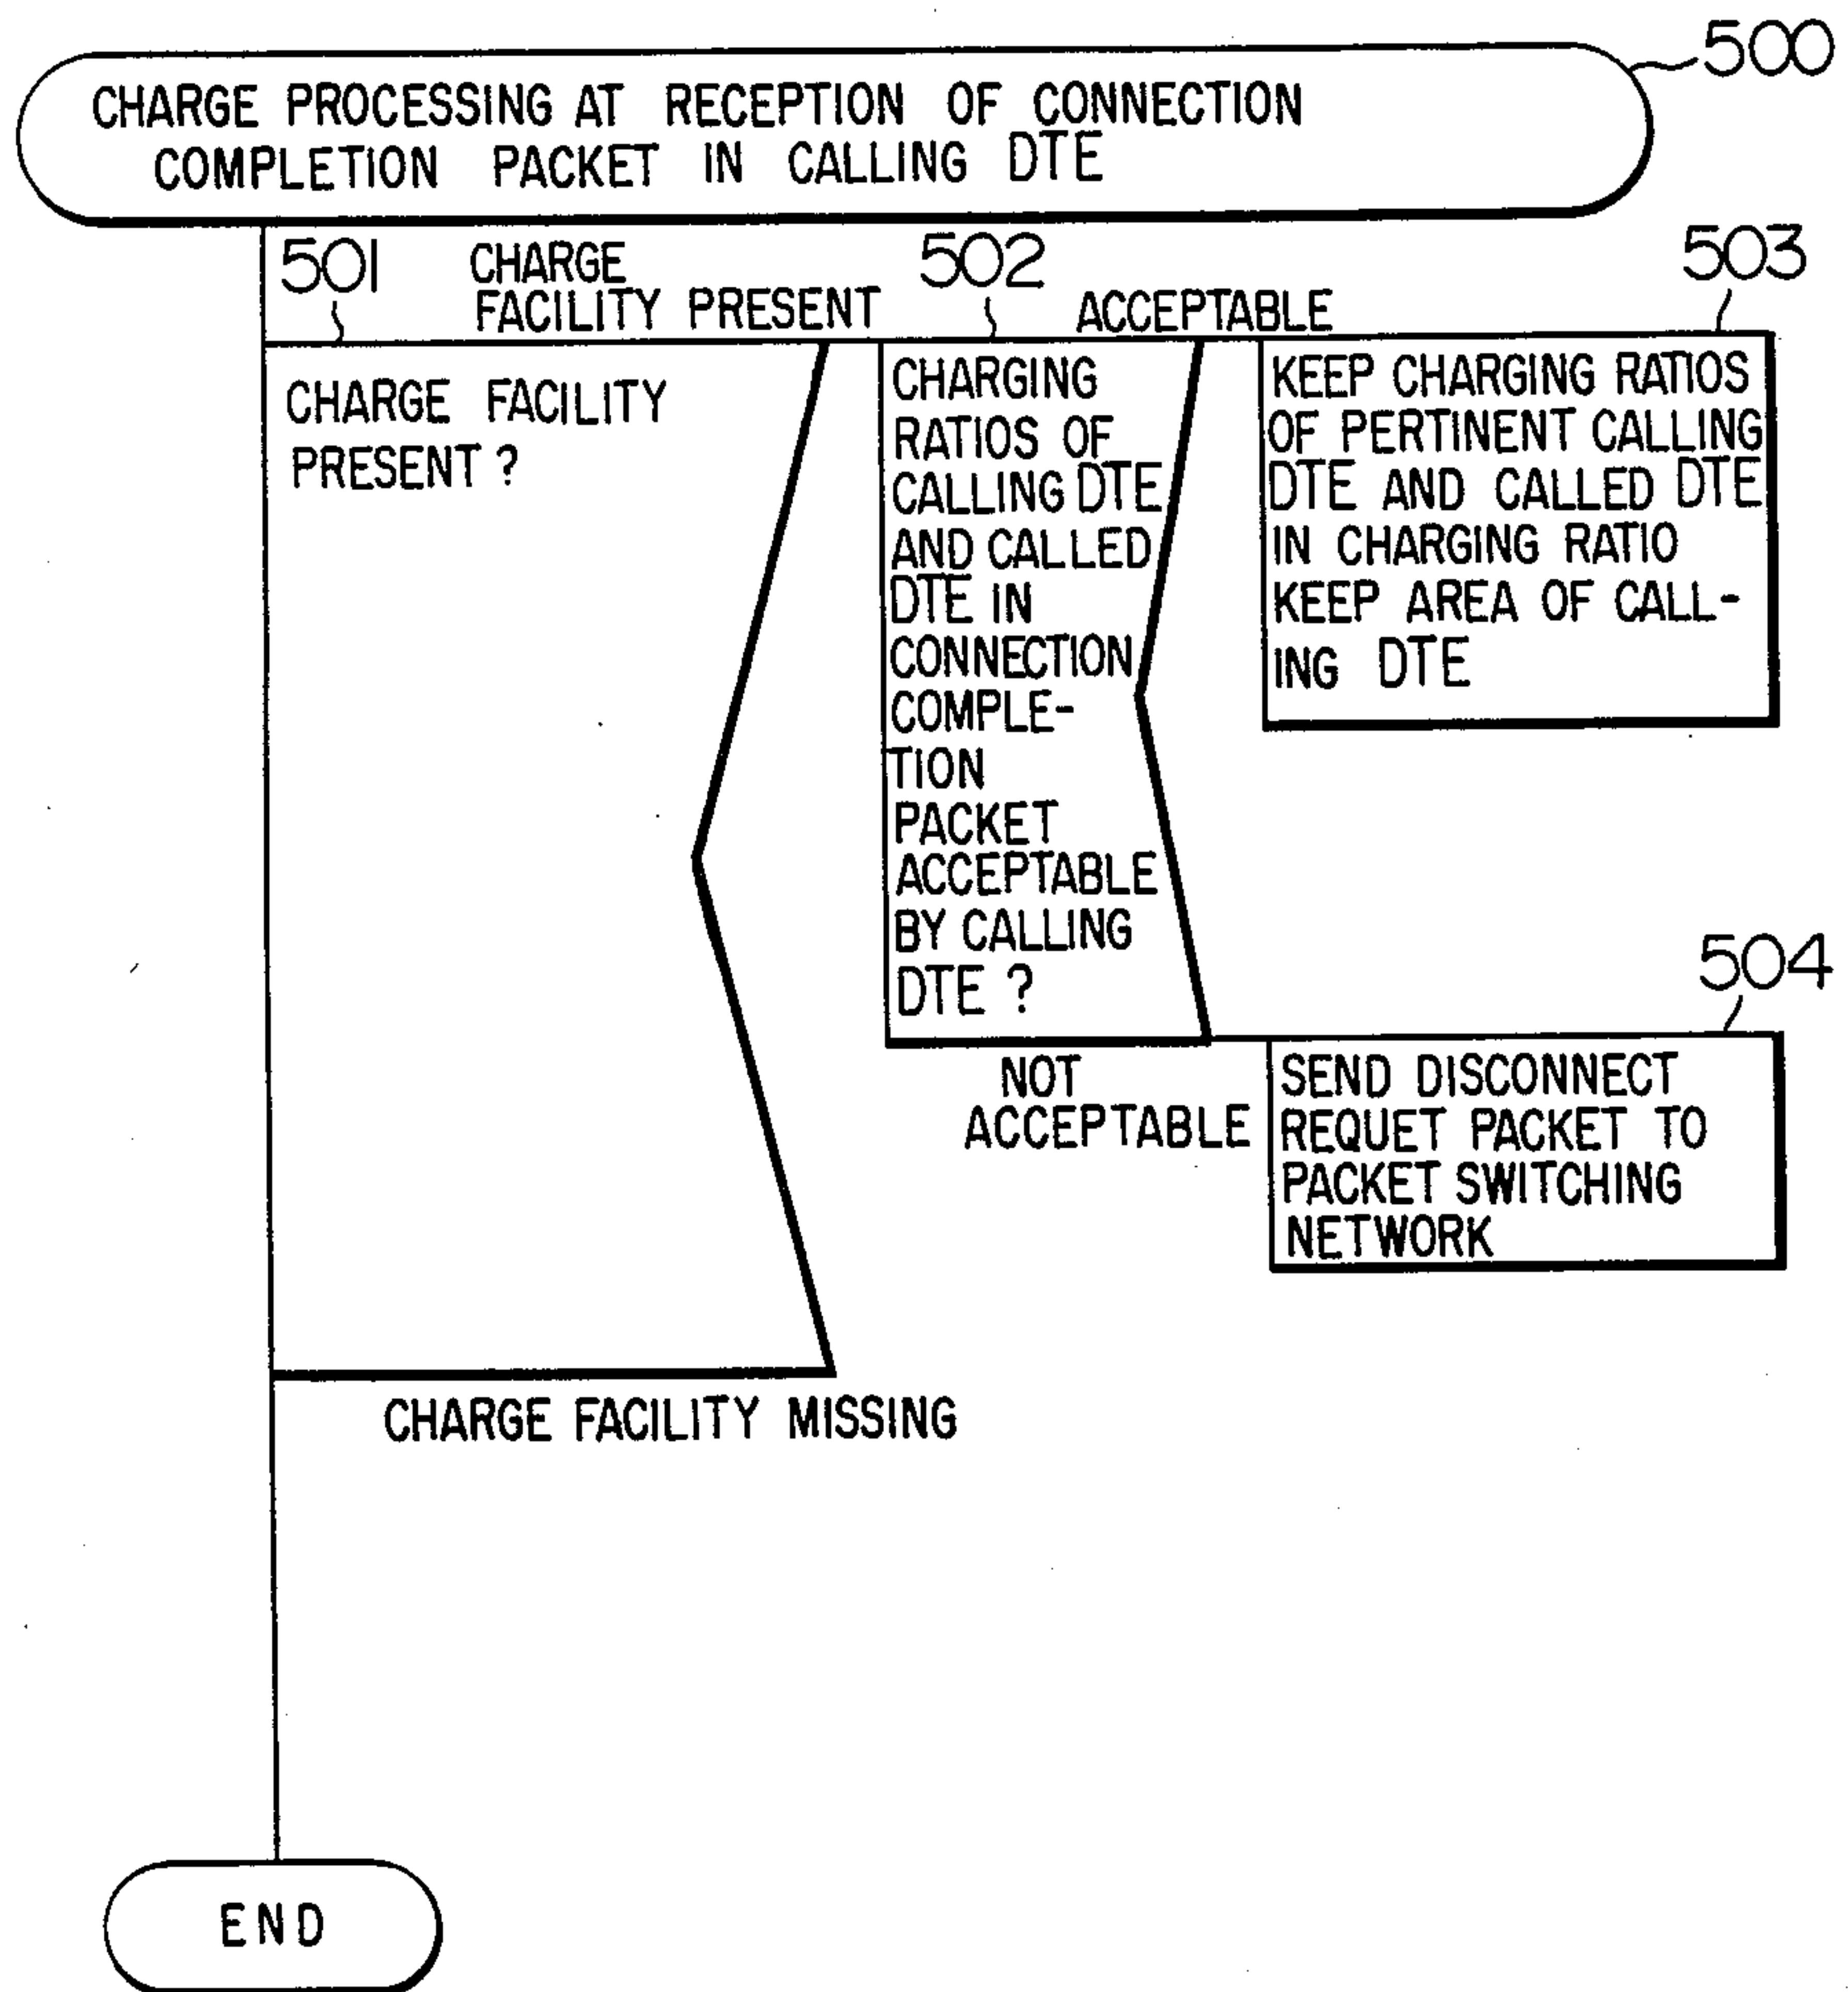 500
CHARGE PROCESSING AT RECEPTION OF CONNECTION
COMPLETION PACKET IN CALLING DTE
501
CHARGE
FACILITY PRESENT
502
ACCEPTABLE
503
CHARGE FACILITY
PRESENT ?
CHARGING
RATIOS OF
CALLING DTE
AND CALLED
DTE IN
CONNECTION
COMPLE-
TION
PACKET
ACCEPTABLE
BY CALLING
DTE ?
KEEP CHARGING RATIOS
OF PERTINENT CALLING
DTE AND CALLED DTE
IN CHARGING RATIO
KEEP AREA OF CALL-
ING DTE
504
NOT
ACCEPTABLE
SEND DISCONNECT
REQUET PACKET TO
PACKET SWITCHING
NETWORK
CHARGE FACILITY MISSING
END